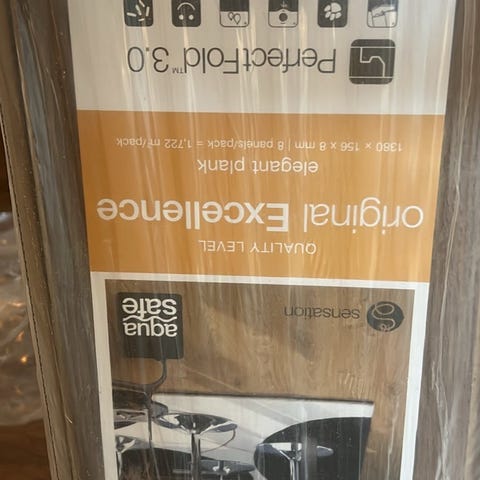 sensation
aqua
safe
QUALITY LEVEL
original Excellence
elegant plank
1380 x 156 x 8 mm | 8 panels/pack = 1,722 m²/pack
PerfectFold™ 3.0